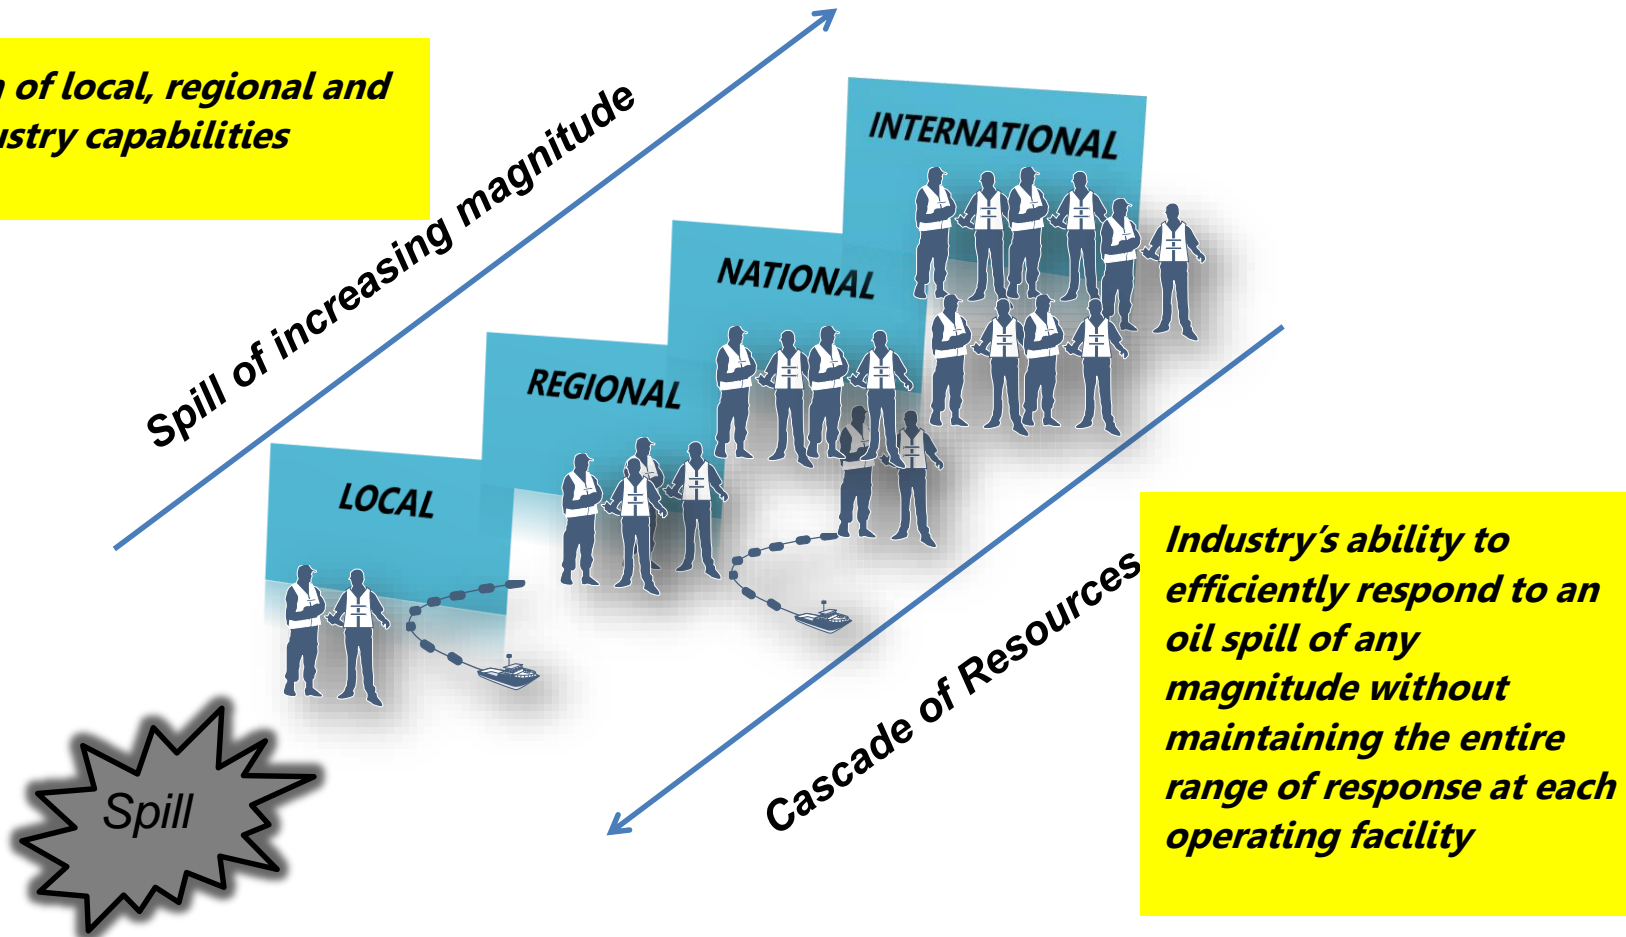 of local, regional and
capabilities
Spill of increasing magnitude
INTERNATIONAL
NATIONAL
REGIONAL
LOCAL
Spill
Cascade of Resources
Industry’s ability to
efficiently respond to an
oil spill of any
magnitude without
maintaining the entire
range of response at each
operating facility